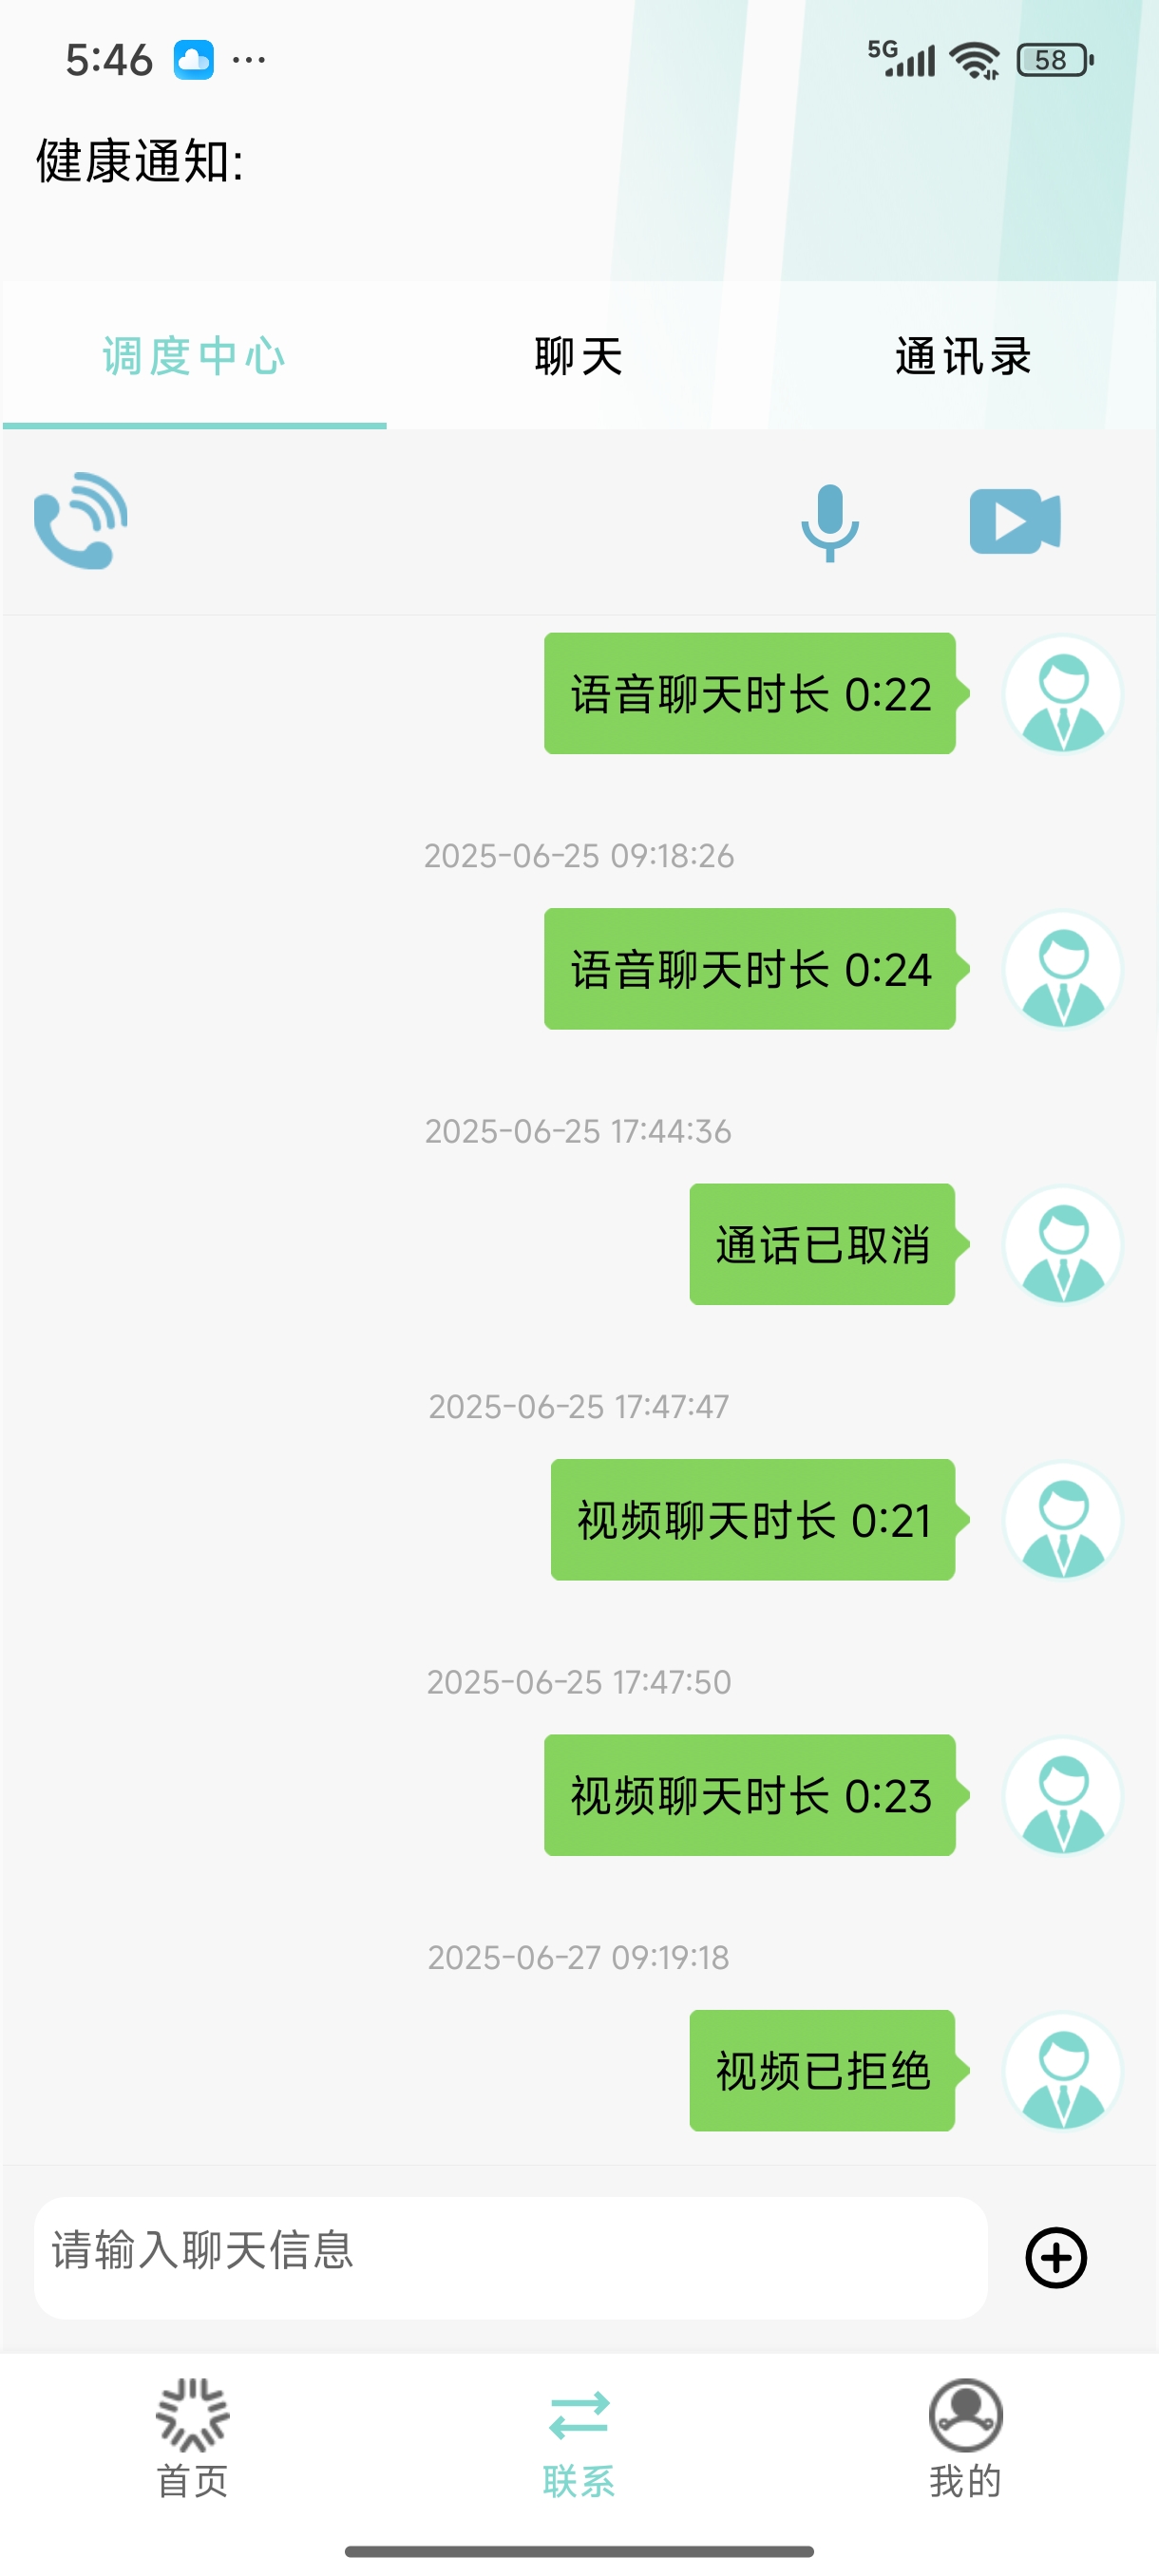 5:46 ...
5G 58
健康通知:
调度中心 聊天 通讯录
语音聊天时长 0:22
2025-06-25 09:18:26
语音聊天时长 0:24
2025-06-25 17:44:36
通话已取消
2025-06-25 17:47:47
视频聊天时长 0:21
2025-06-25 17:47:50
视频聊天时长 0:23
2025-06-27 09:19:18
视频已拒绝
请输入聊天信息
首页 联系 我的